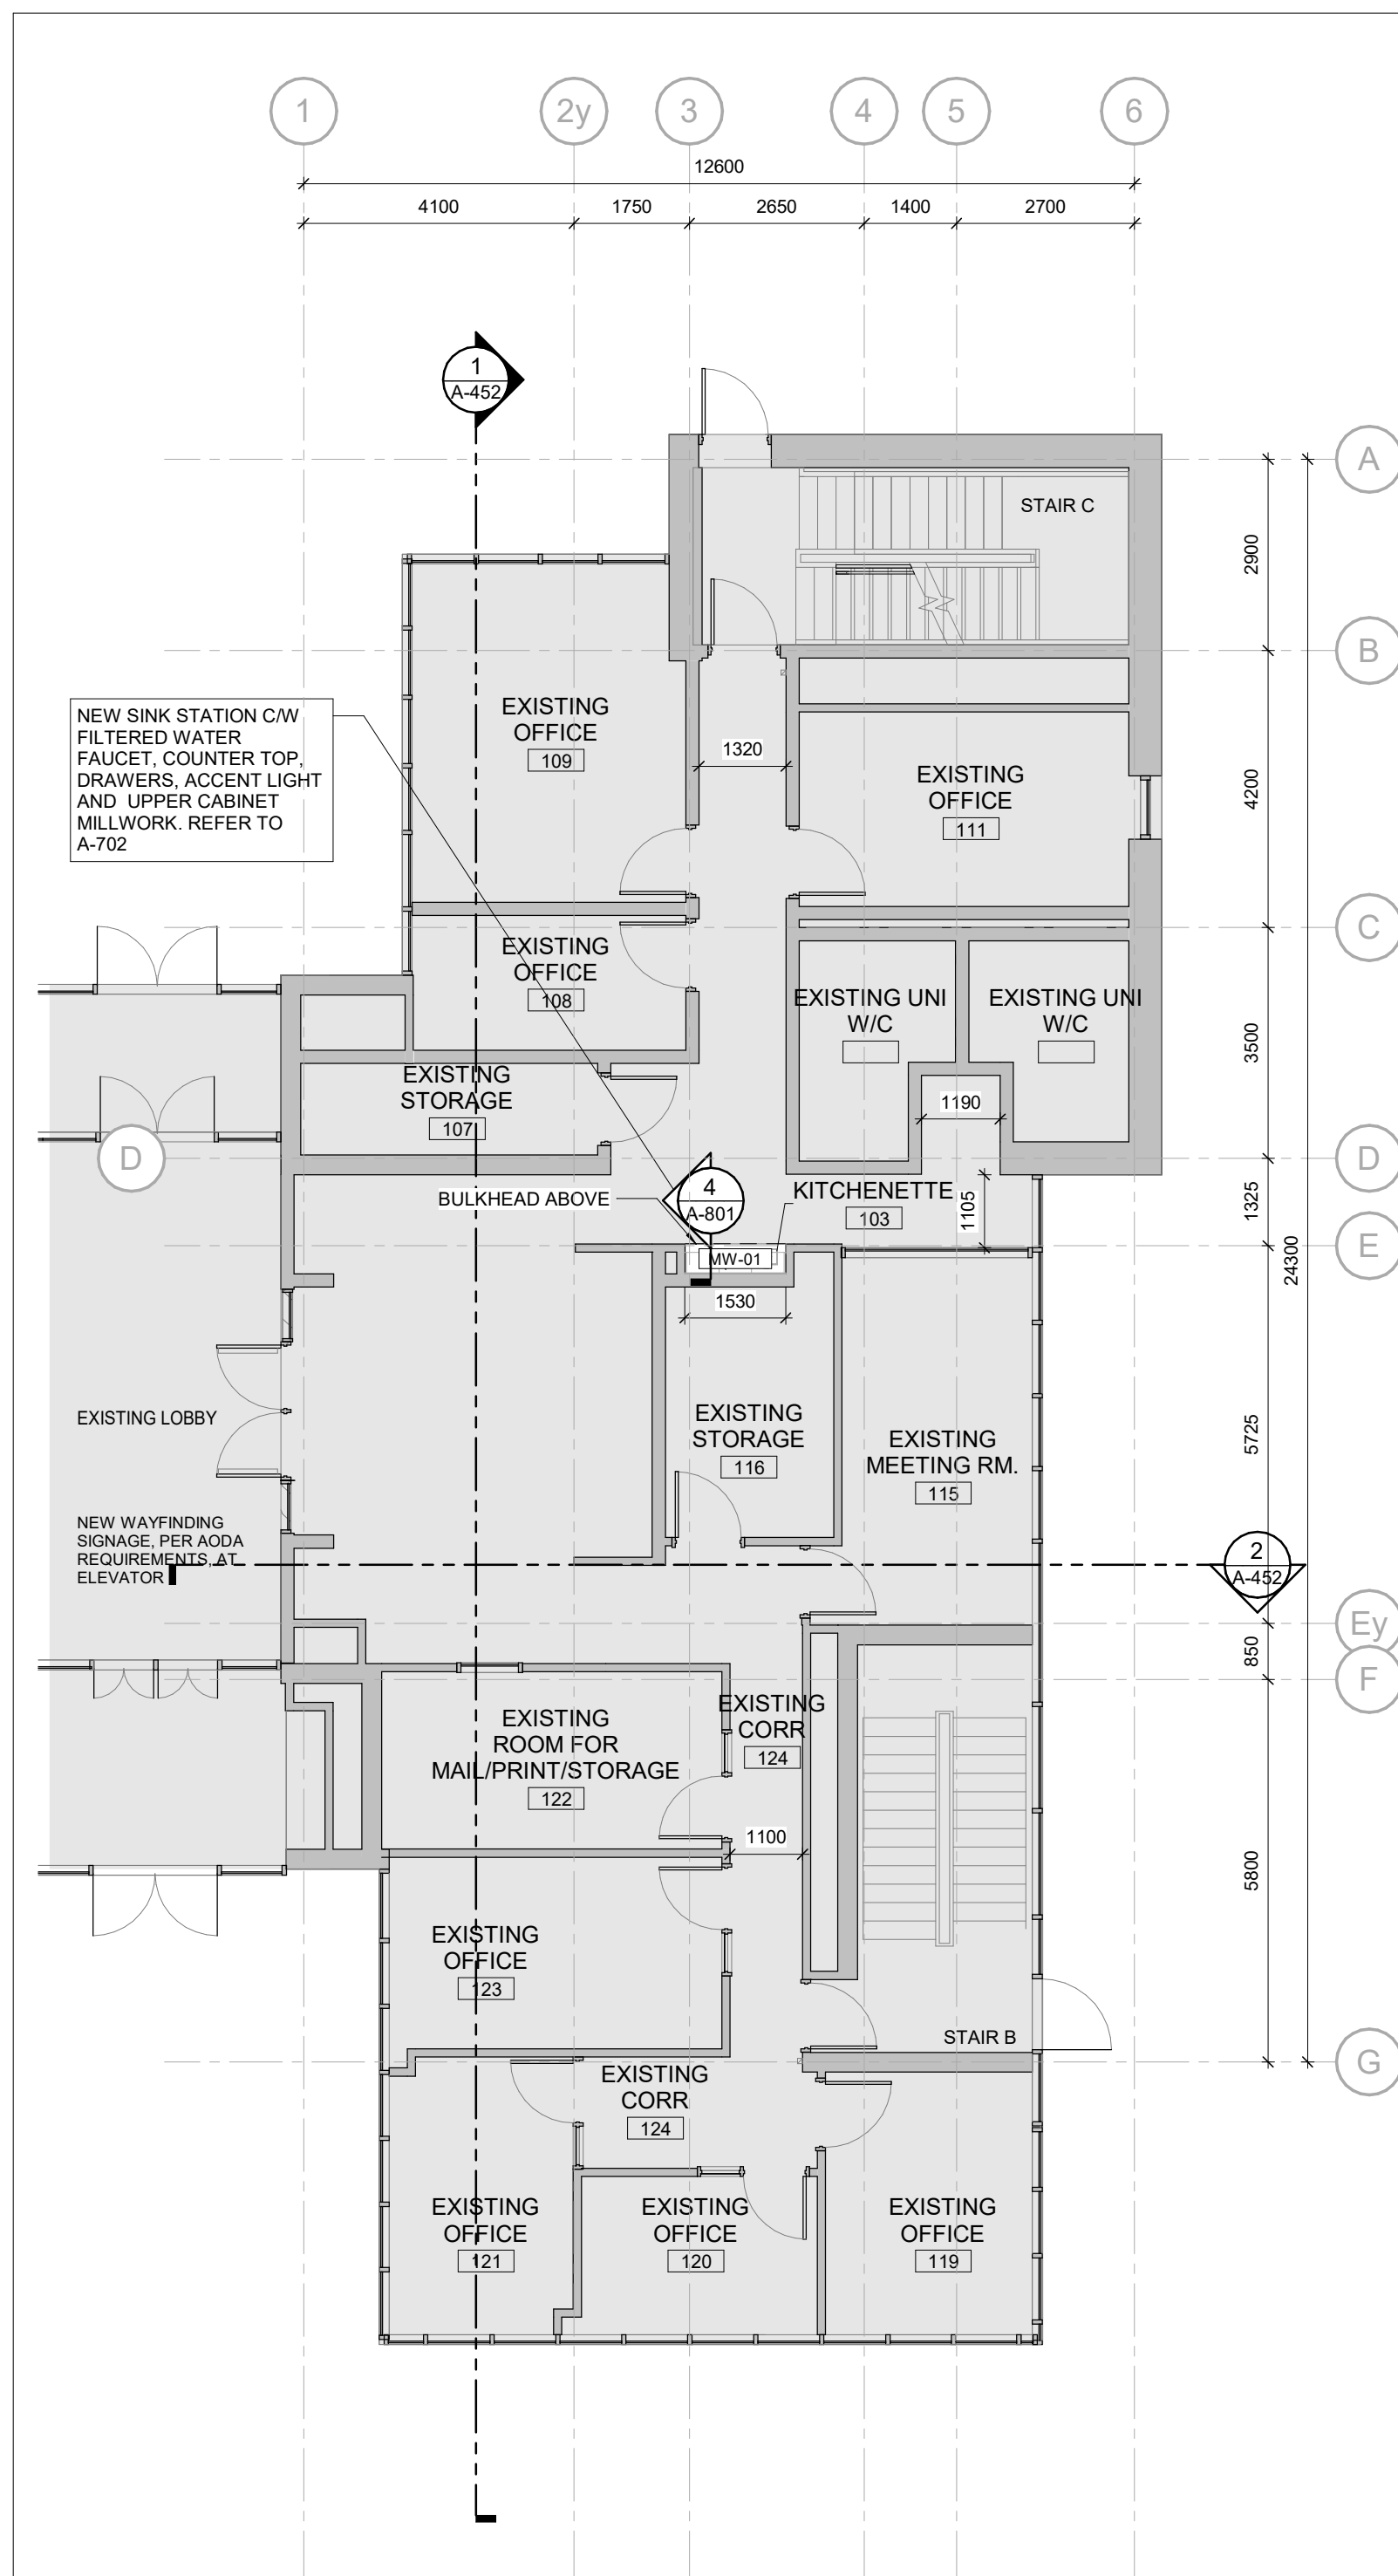 1
2y
3
4
5
6
12600
4100
1750
2650
1400
2700
1
A-452
A
STAIR C
2900
B
NEW SINK STATION C/W
FILTERED WATER
FAUCET, COUNTER TOP,
DRAWERS, ACCENT LIGHT
AND UPPER CABINET
MILLWORK. REFER TO
A-702
EXISTING
OFFICE
109
1320
EXISTING
OFFICE
111
4200
C
EXISTING
OFFICE
108
EXISTING UNI
W/C
EXISTING UNI
W/C
3500
EXISTING
STORAGE
107
1190
D
D
BULKHEAD ABOVE
4
A-801
KITCHENETTE
103
1105
1325
E
MW-01
1530
24300
EXISTING LOBBY
EXISTING
STORAGE
116
EXISTING
MEETING RM.
115
5725
NEW WAYFINDING
SIGNAGE, PER AODA
REQUIREMENTS, AT
ELEVATOR
2
A-452
Ey
850
F
EXISTING
ROOM FOR
MAIL/PRINT/STORAGE
122
EXISTING
CORR
124
1100
5800
EXISTING
OFFICE
123
STAIR B
G
EXISTING
CORR
124
EXISTING
OFFICE
121
EXISTING
OFFICE
120
EXISTING
OFFICE
119